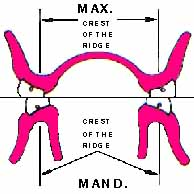 MAX.
CREST
OF THE
RIDGE
CREST
OF THE
RIDGE
MAND.